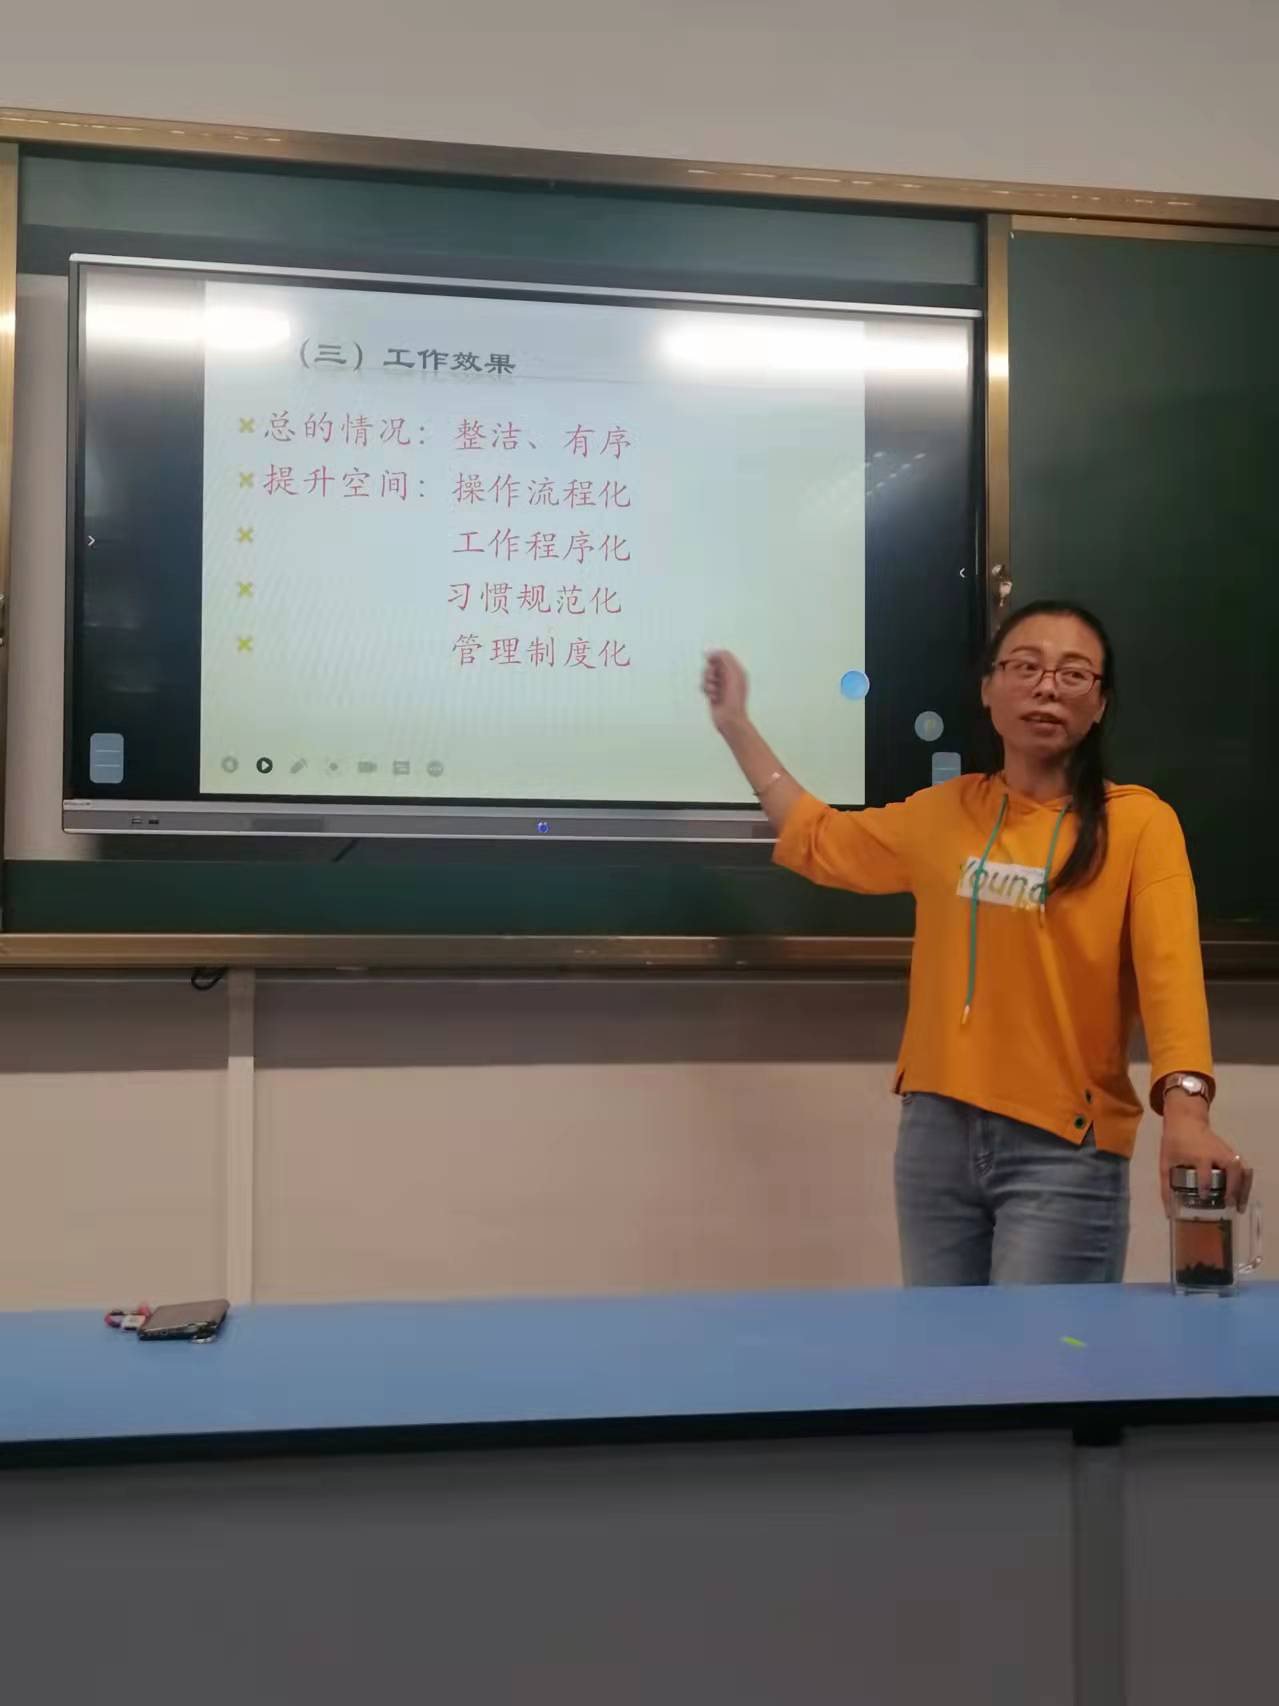 （三）工作效果
总的情况：整洁、有序
提升空间：操作流程化
工作程序化
习惯规范化
管理制度化
Young